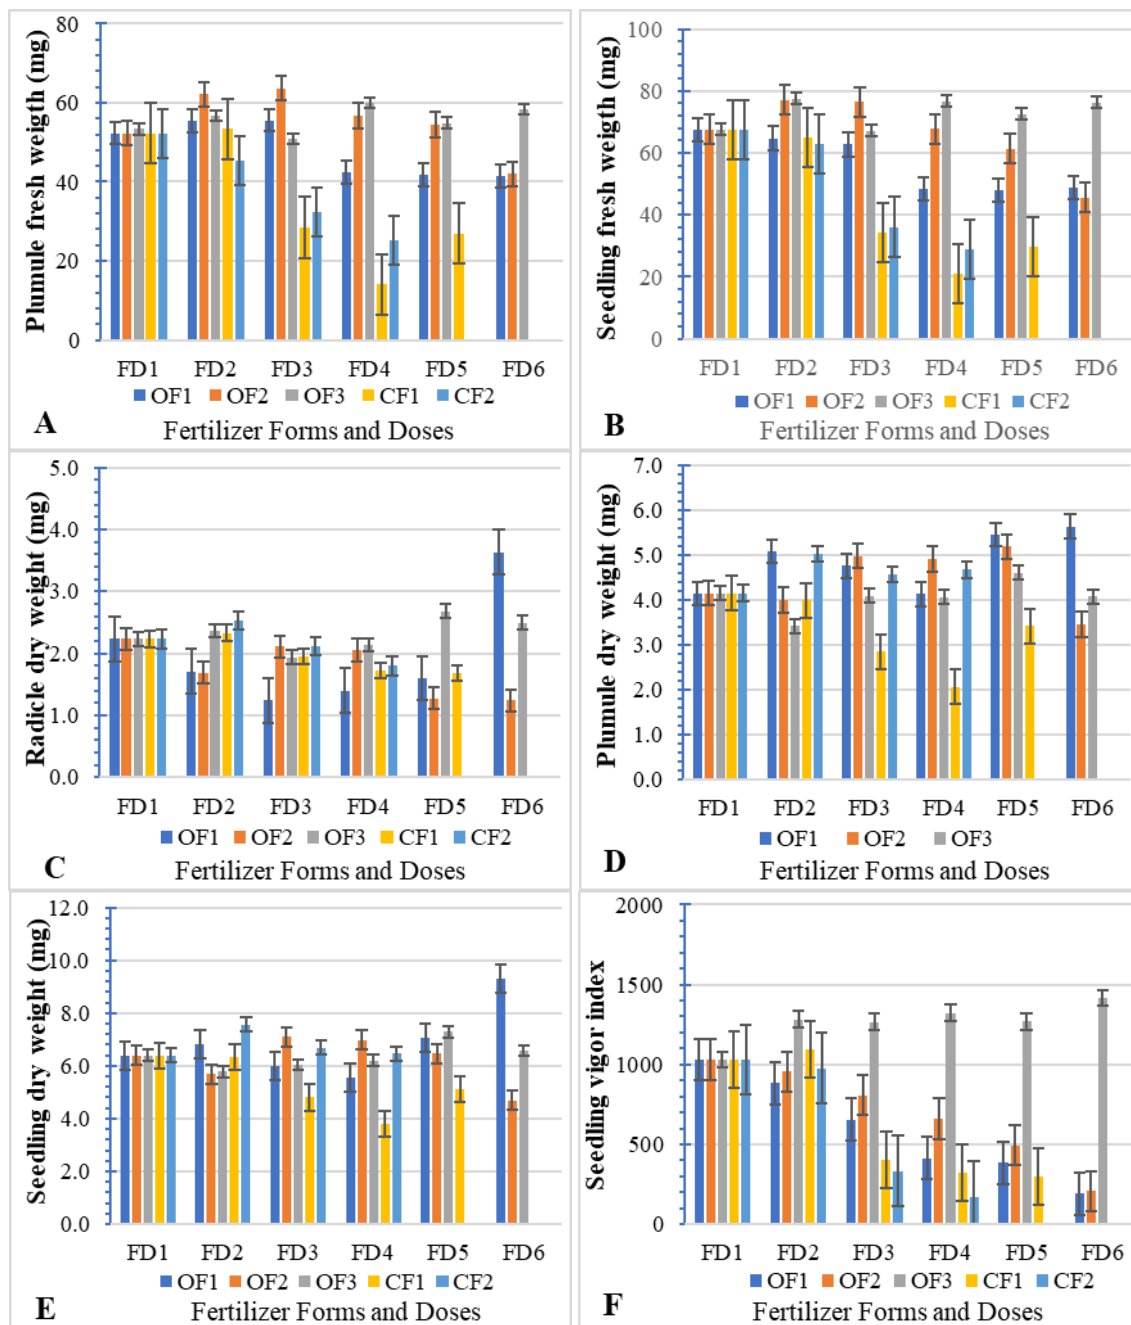 Plumule fresh weigth (mg)
80
60
40
20
0
FD1 FD2 FD3 FD4 FD5 FD6
OF1 OF2 OF3 CF1 CF2
A
Fertilizer Forms and Doses
Seedling fresh weigth (mg)
100
80
60
40
20
0
FD1 FD2 FD3 FD4 FD5 FD6
OF1 OF2 OF3 CF1 CF2
B
Fertilizer Forms and Doses
Radicle dry weight (mg)
5.0
4.0
3.0
2.0
1.0
0.0
FD1 FD2 FD3 FD4 FD5 FD6
OF1 OF2 OF3 CF1 CF2
C
Fertilizer Forms and Doses
Plumule dry weight (mg)
7.0
6.0
5.0
4.0
3.0
2.0
1.0
0.0
FD1 FD2 FD3 FD4 FD5 FD6
OF1 OF2 OF3
D
Fertilizer Forms and Doses
Seedling dry weight (mg)
12.0
10.0
8.0
6.0
4.0
2.0
0.0
FD1 FD2 FD3 FD4 FD5 FD6
OF1 OF2 OF3 CF1 CF2
E
Fertilizer Forms and Doses
Seedling vigor index
2000
1500
1000
500
0
FD1 FD2 FD3 FD4 FD5 FD6
OF1 OF2 OF3 CF1 CF2
F
Fertilizer Forms and Doses